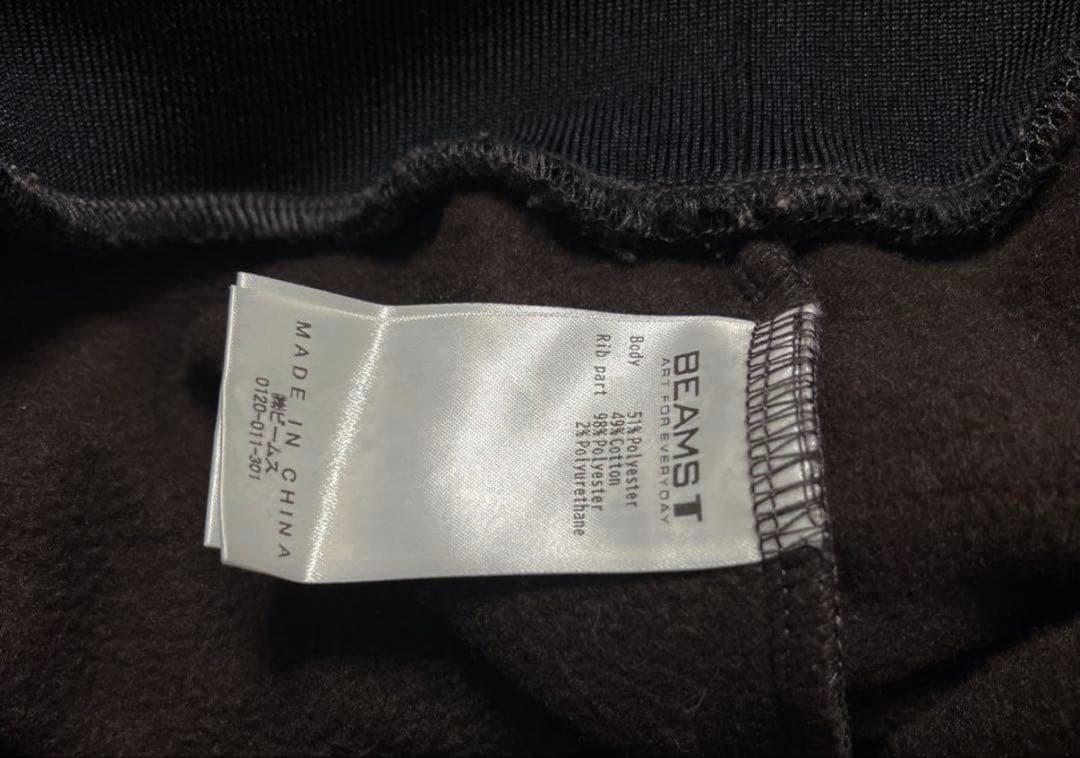 BEAMST
ART FOR EVERYDAY
Body 51%Polyester
49%Cotton
Rib part 98%Polyester
2%Polyurethane
MADE IN CHINA
㈱ビームス
0120-011-301